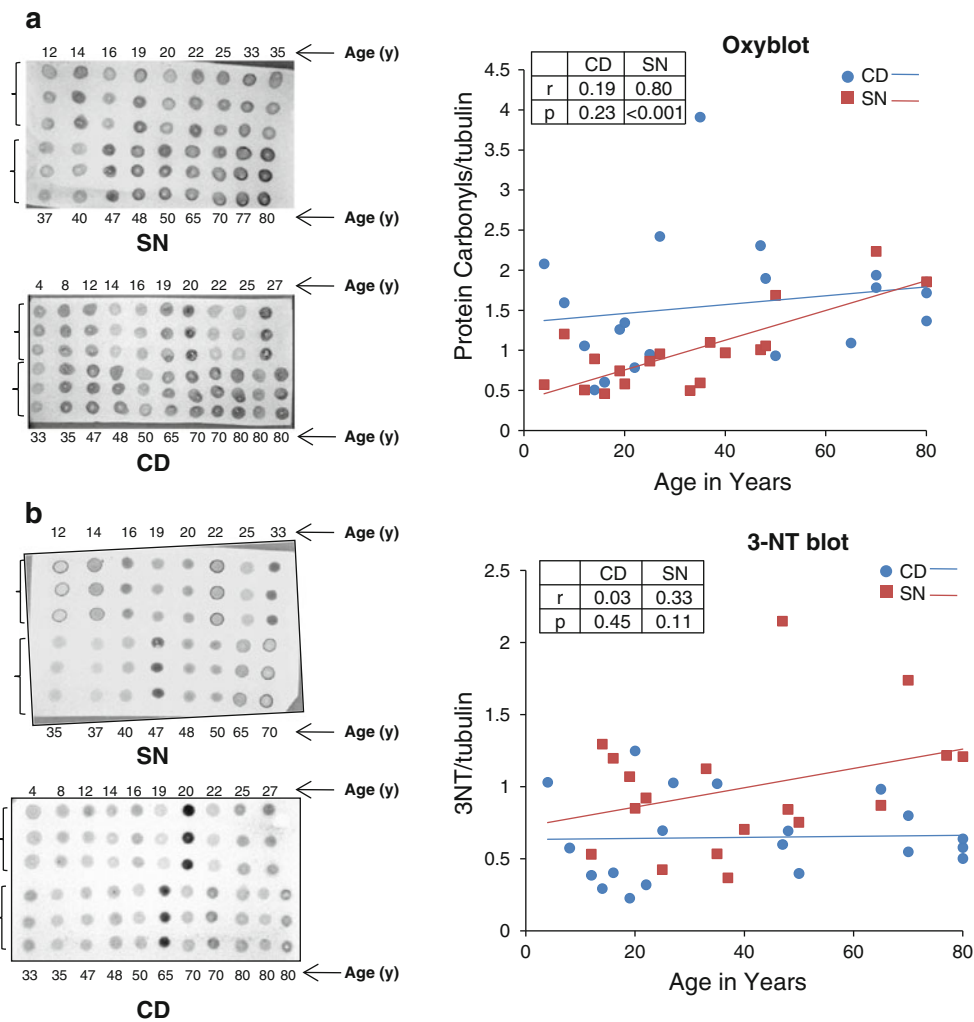 a
12 14 16 19 20 22 25 33 35 Age (y)
37 40 47 48 50 65 70 77 80 Age (y)
SN
4 8 12 14 16 19 20 22 25 27 Age (y)
33 35 47 48 50 65 70 70 80 80 80 Age (y)
CD
Oxyblot
CD SN
r 0.19 0.80
p 0.23 <0.001
CD
SN
Protein Carbonyls/tubulin
4.5
4
3.5
3
2.5
2
1.5
1
0.5
0
0 20 40 60 80
Age in Years
b
12 14 16 19 20 22 25 33 Age (y)
35 37 40 47 48 50 65 70 Age (y)
SN
4 8 12 14 16 19 20 22 25 27 Age (y)
33 35 47 48 50 65 70 70 80 80 80 Age (y)
CD
3-NT blot
CD SN
r 0.03 0.33
p 0.45 0.11
CD
SN
3NT/tubulin
2.5
2
1.5
1
0.5
0
0 20 40 60 80
Age in Years